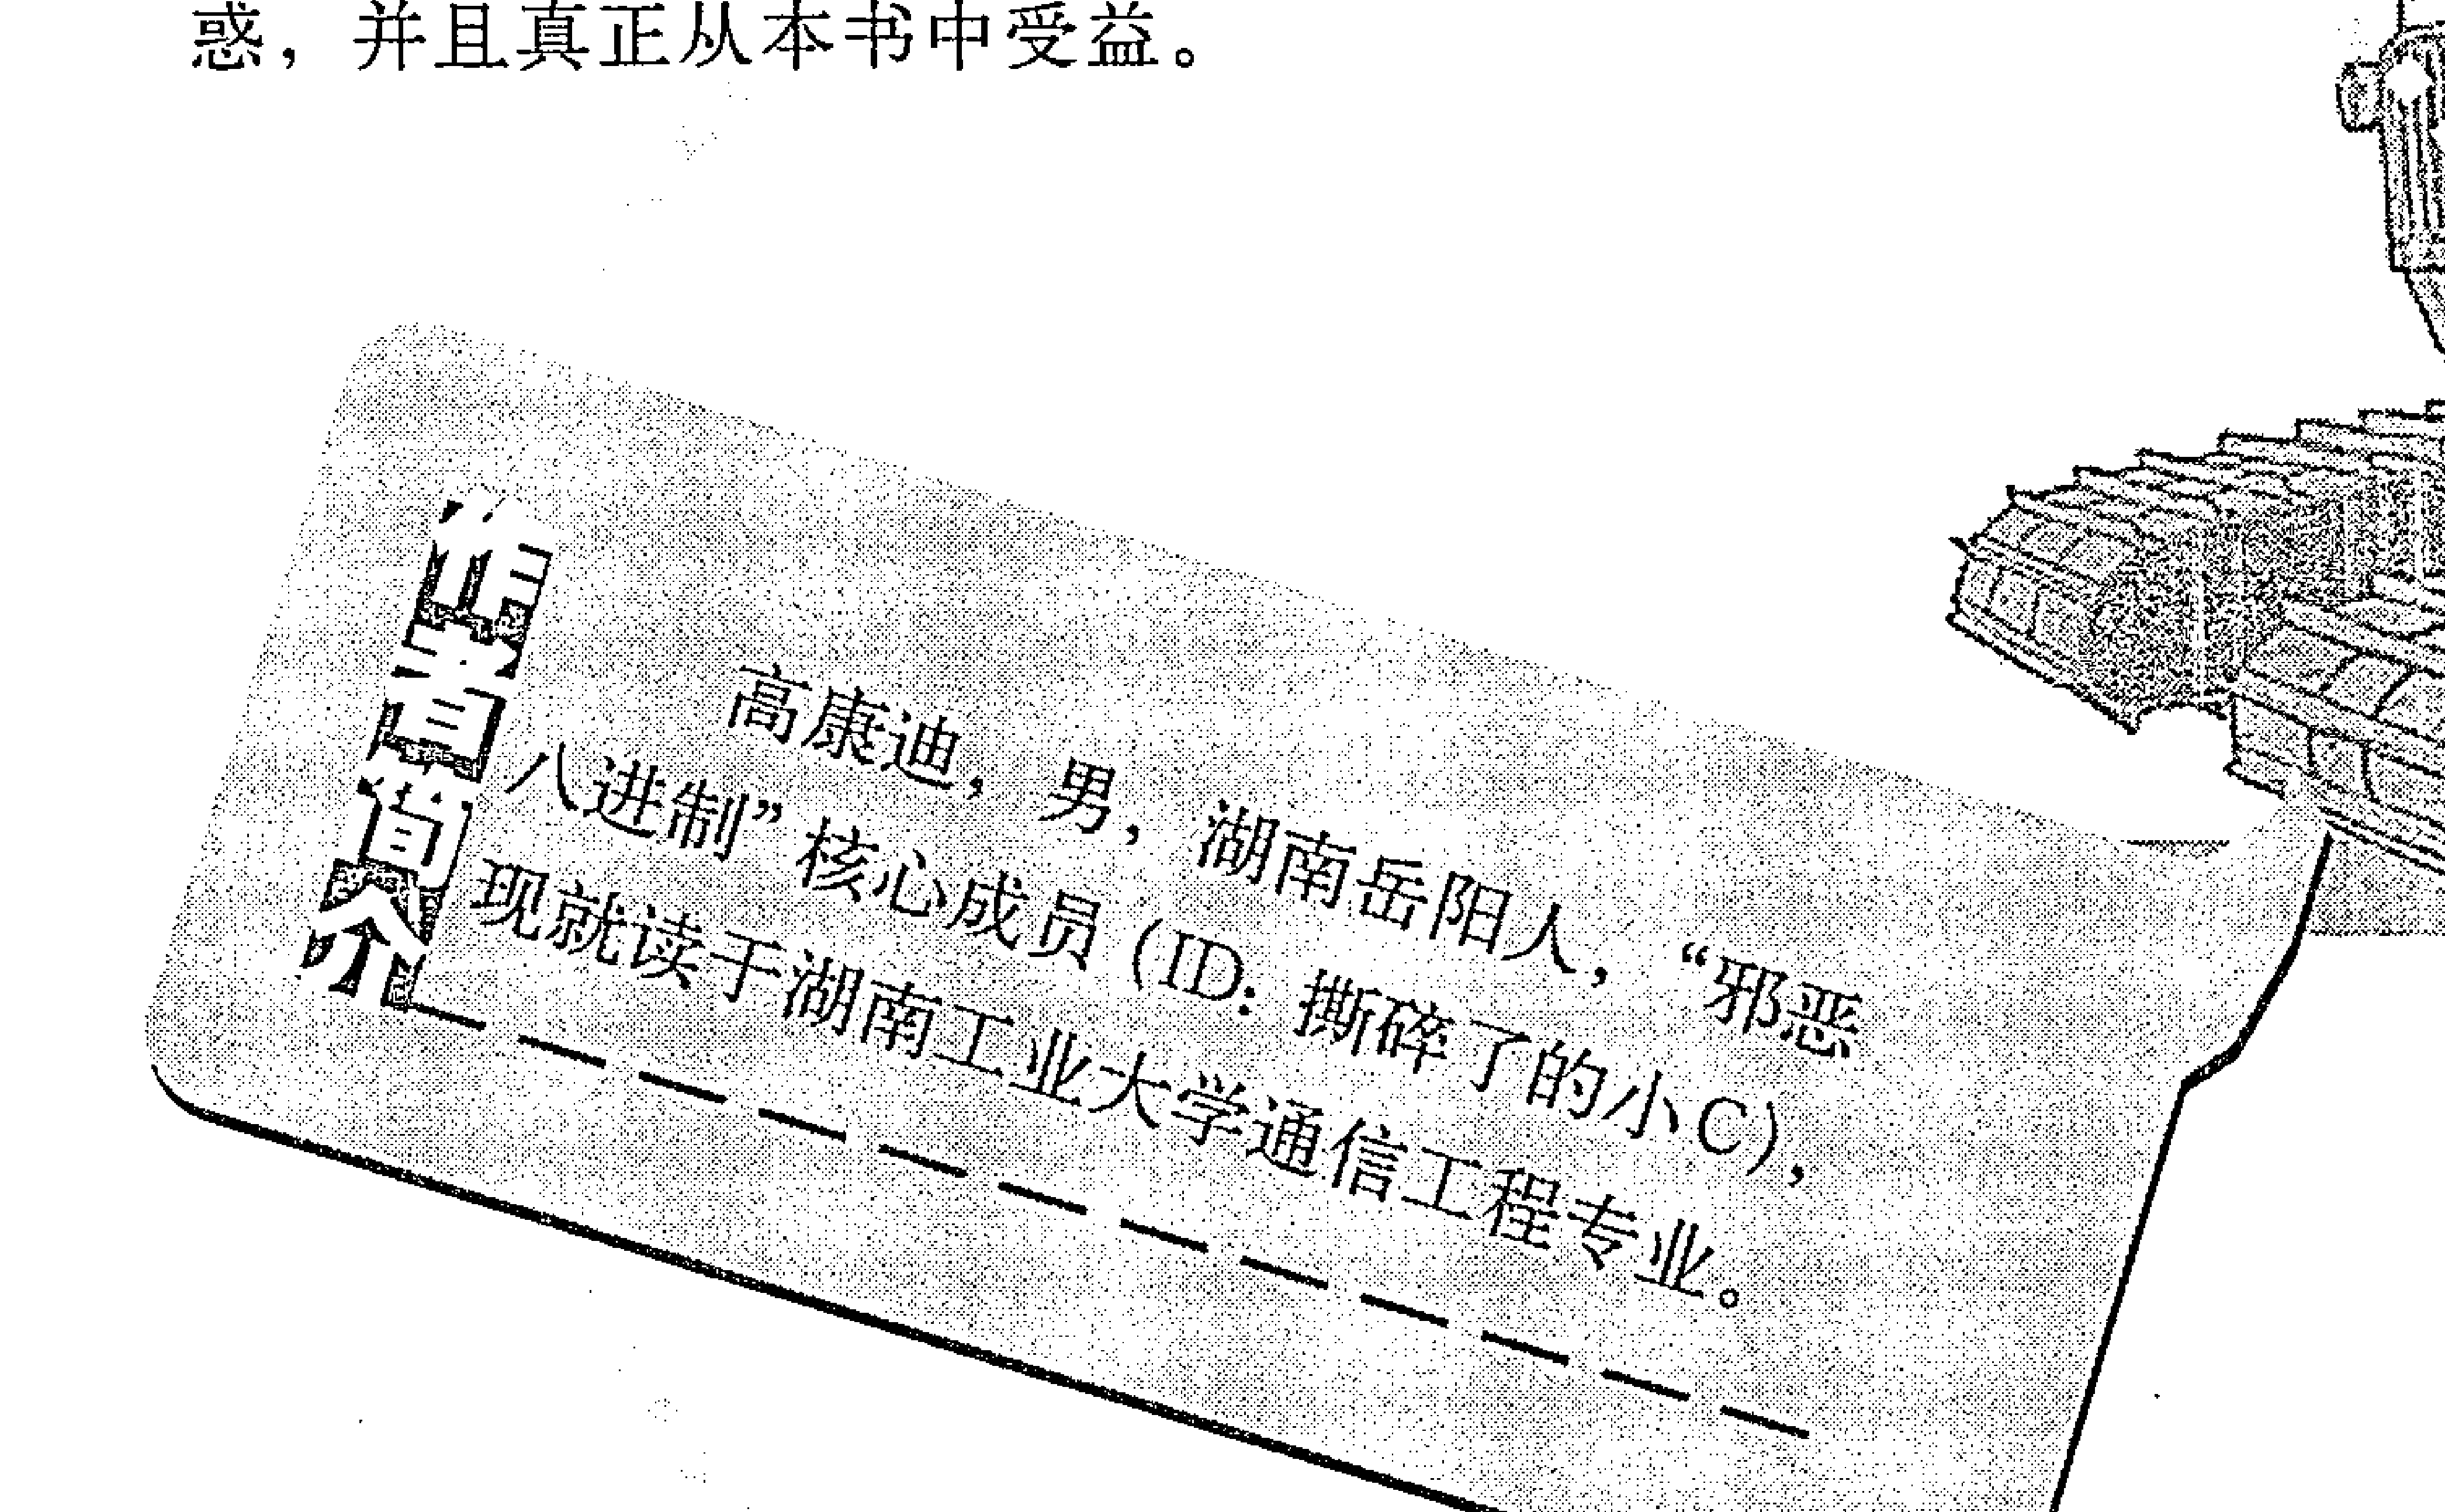 惑，并且真正从本书中受益。
作者简介
高康迪，男，湖南岳阳人，“邪恶
八进制”核心成员（ID：撕碎了的小C），
现就读于湖南工业大学通信工程专业。